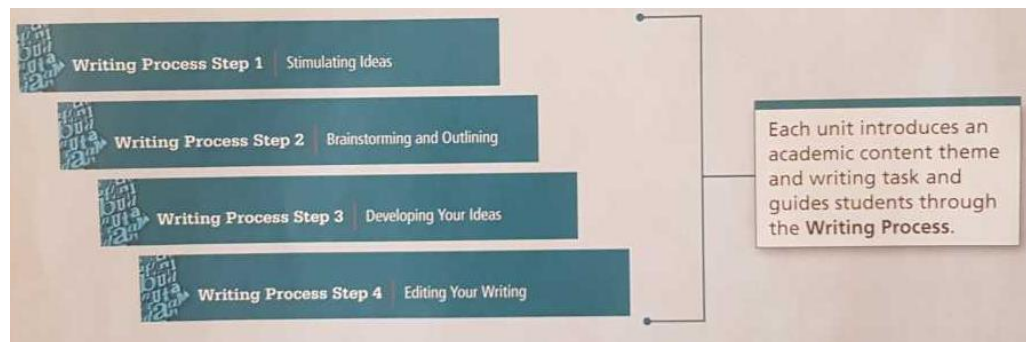 Writing Process Step 1 | Stimulating Ideas
Writing Process Step 2 | Brainstorming and Outlining
Writing Process Step 3 | Developing Your Ideas
Writing Process Step 4 | Editing Your Writing
Each unit introduces an
academic content theme
and writing task and
guides students through
the Writing Process.